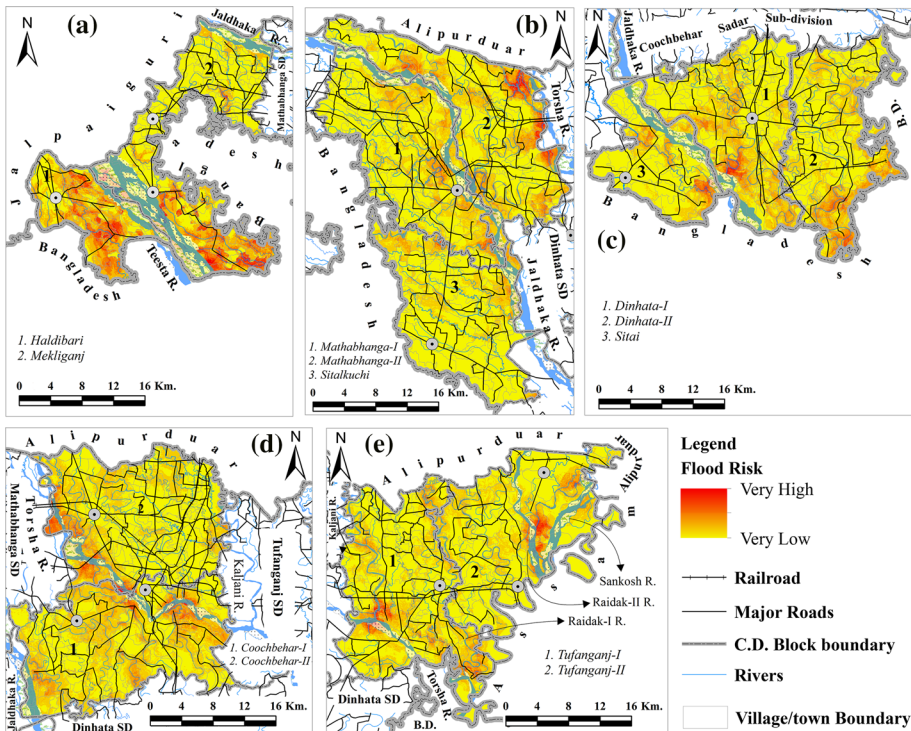 (a)
N
Jaldhaka R.
Jalpaiguri
Mathabhanga SD
2
Bangladesh
1
Bangladesh
Teesta R.
1. Haldibari
2. Mekliganj
0 4 8 12 16 Km.
(b)
N
Alipurduar
Torsha R.
2
1
Bangladesh
Dinhata SD
3
Jaldhaka R.
1. Mathabhanga-I
2. Mathabhanga-II
3. Sitalkuchi
0 4 8 12 16 Km.
(c)
N
Jaldhaka R.
Coochbehar Sadar Sub-division
B.D.
1
2
3
Bangladesh
1. Dinhata-I
2. Dinhata-II
3. Sitai
0 4 8 12 16 Km.
(d)
N
Alipurduar
Mathabhanga SD
Torsha R.
2
Kaljani R.
Tufanganj SD
1
1. Coochbehar-I
2. Coochbehar-II
Jaldhaka R.
Dinhata SD
0 4 8 12 16 Km.
(e)
N
Alipurduar
Alipurduar
Kaljani R.
1
2
Assam
Sankosh R.
Raidak-II R.
Raidak-I R.
1. Tufanganj-I
2. Tufanganj-II
Dinhata SD
Torsha R.
B.D.
0 4 8 12 16 Km.
Legend
Flood Risk
Very High
Very Low
Railroad
Major Roads
C.D. Block boundary
Rivers
Village/town Boundary